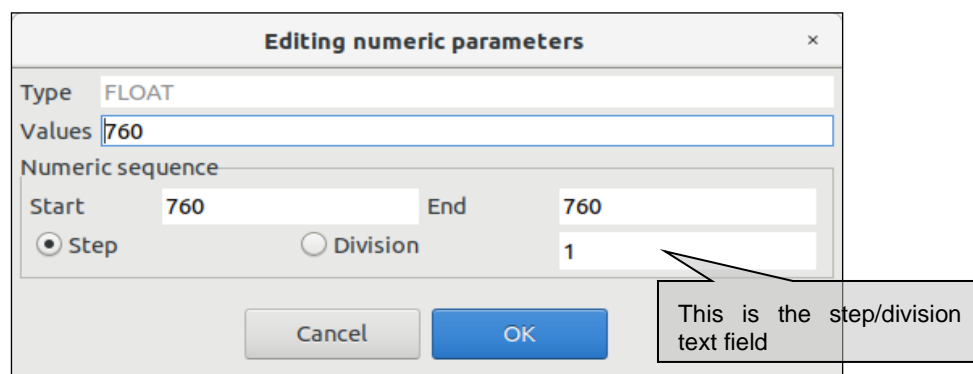 Editing numeric parameters ×
Type FLOAT
Values 760
Numeric sequence
Start 760 End 760
Step Division 1
Cancel OK
This is the step/division
text field